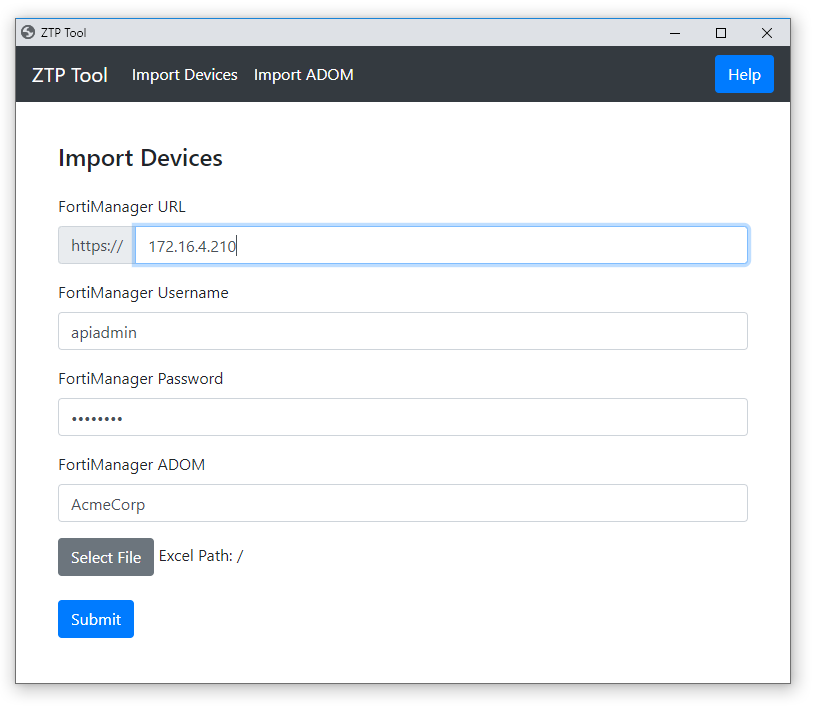 ZTP Tool
ZTP Tool Import Devices Import ADOM Help
Import Devices
FortiManager URL
https:// 172.16.4.210
FortiManager Username
apiadmin
FortiManager Password
••••••••
FortiManager ADOM
AcmeCorp
Select File Excel Path: /
Submit